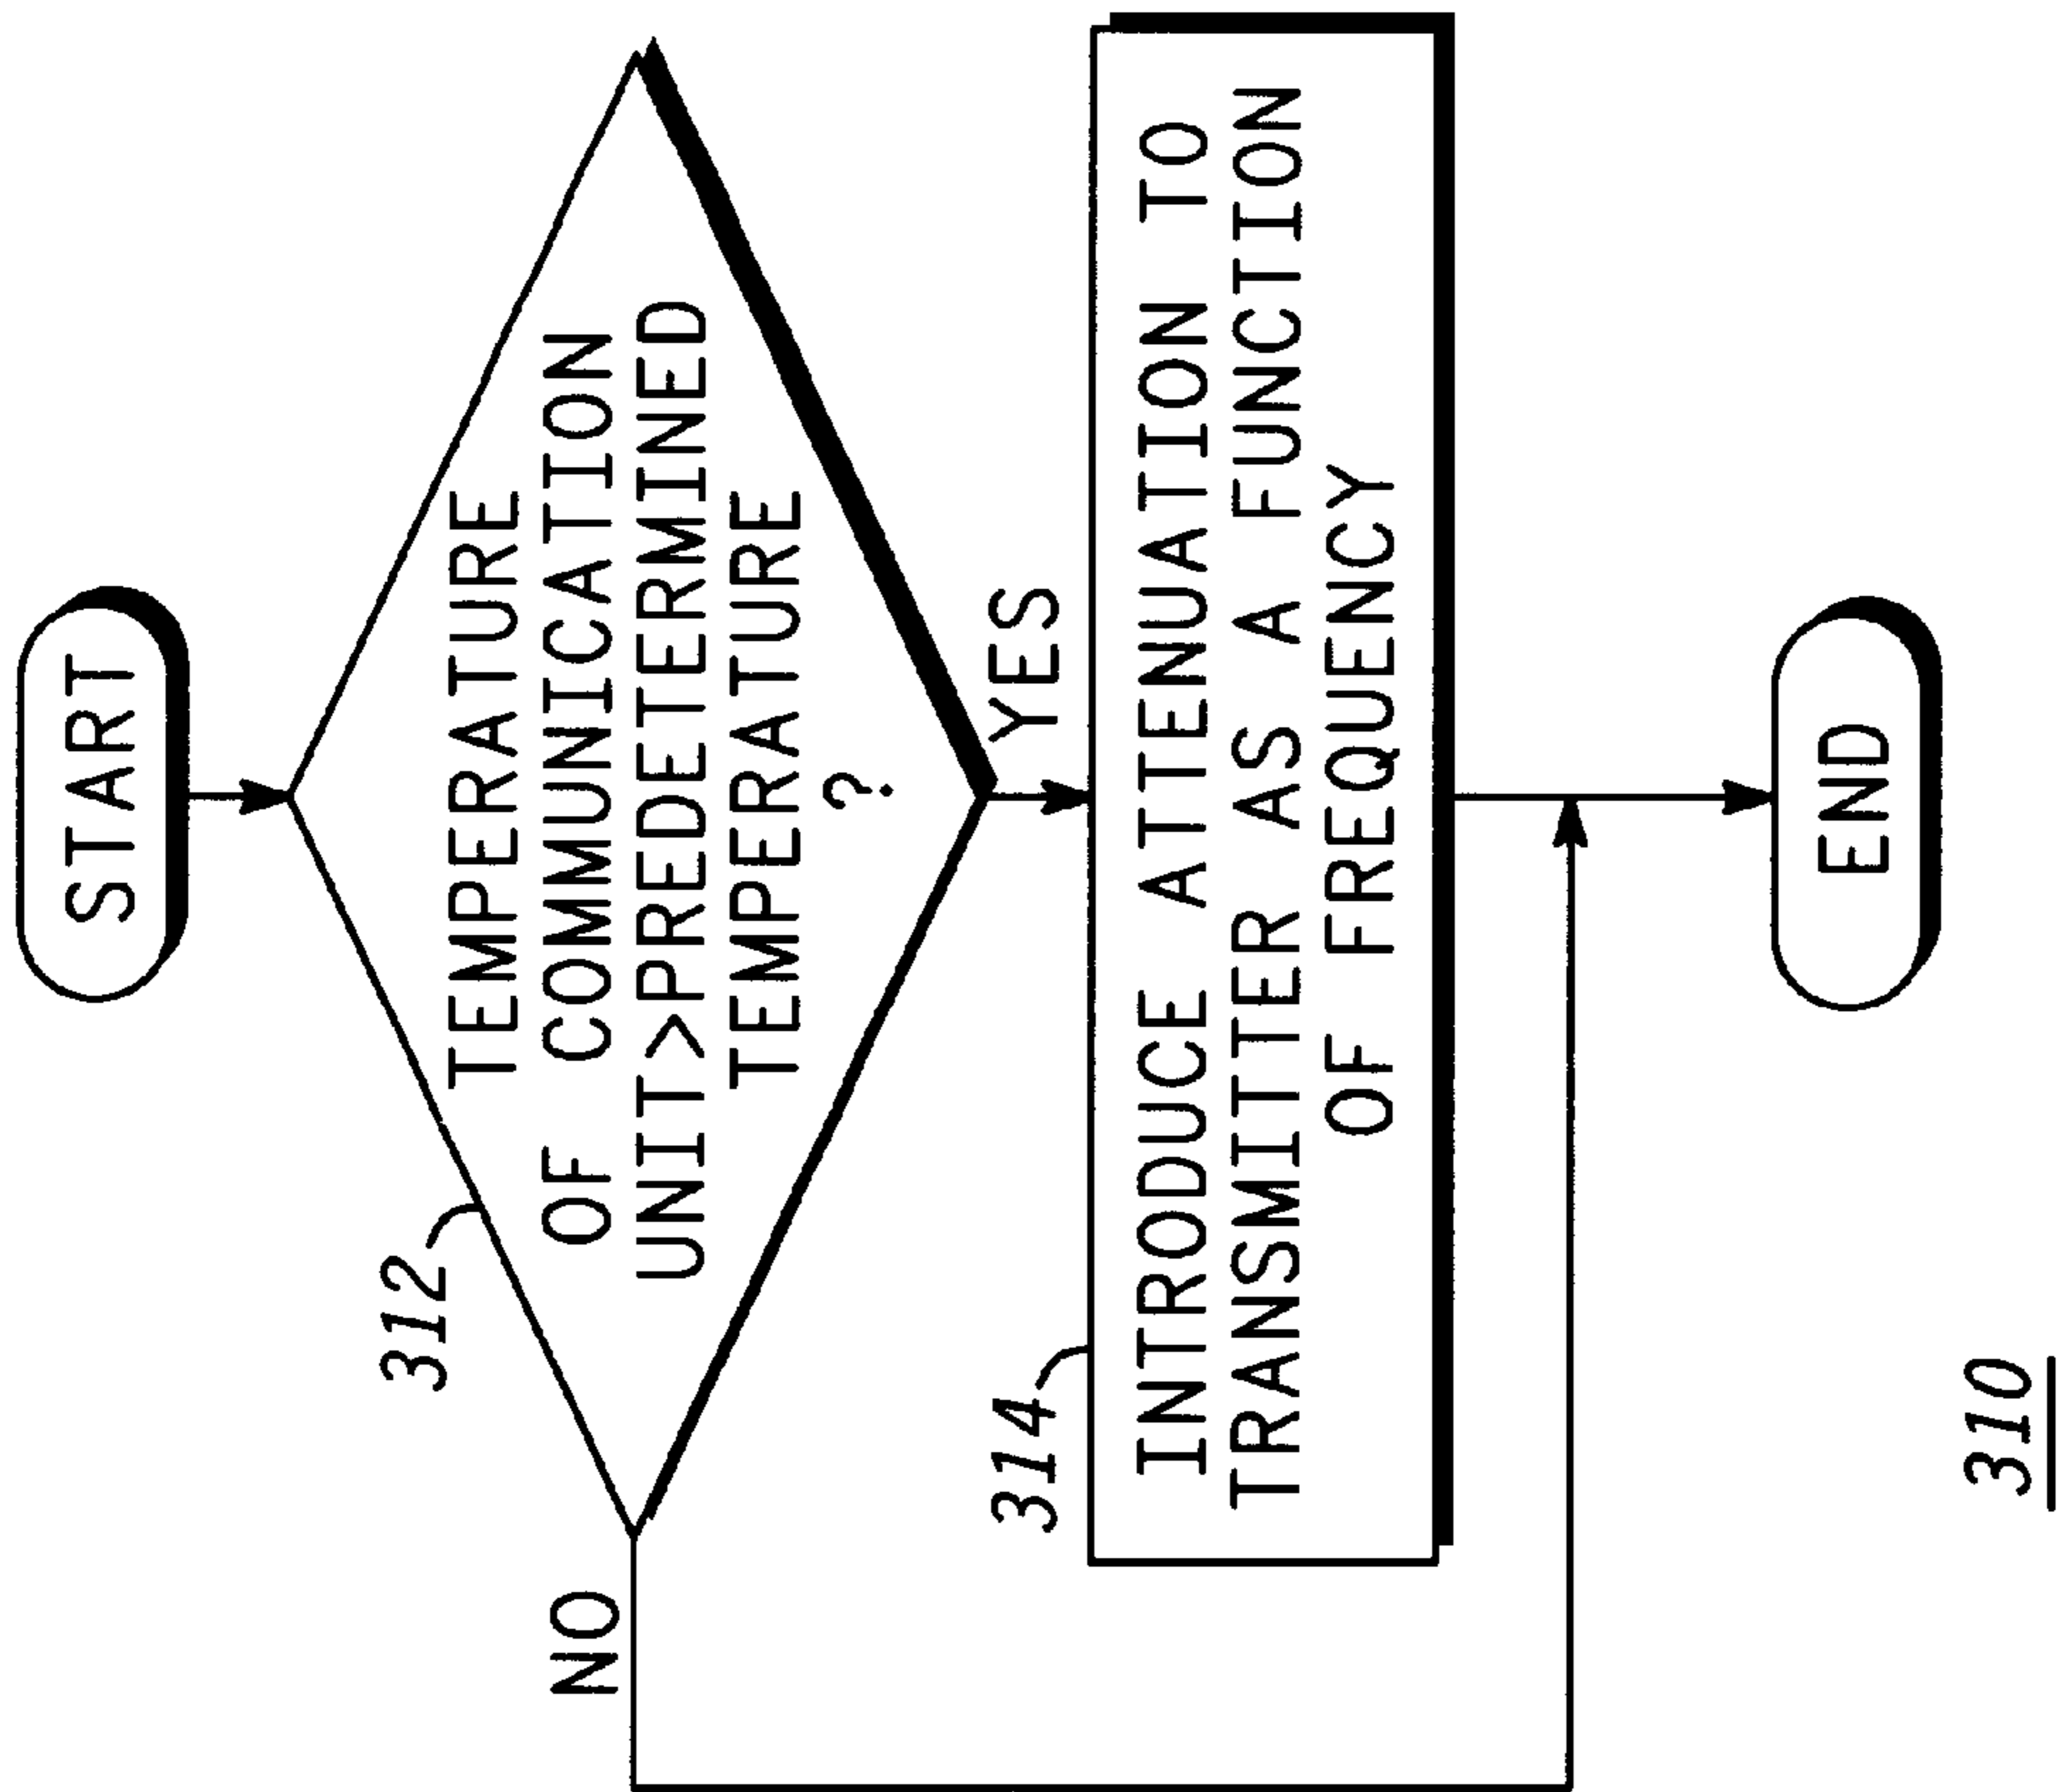 START
312
TEMPERATURE
OF COMMUNICATION
UNIT>PREDETERMINED
TEMPERATURE
?
NO
YES
314
INTRODUCE ATTENUATION TO
TRANSMITTER AS A FUNCTION
OF FREQUENCY
END
310